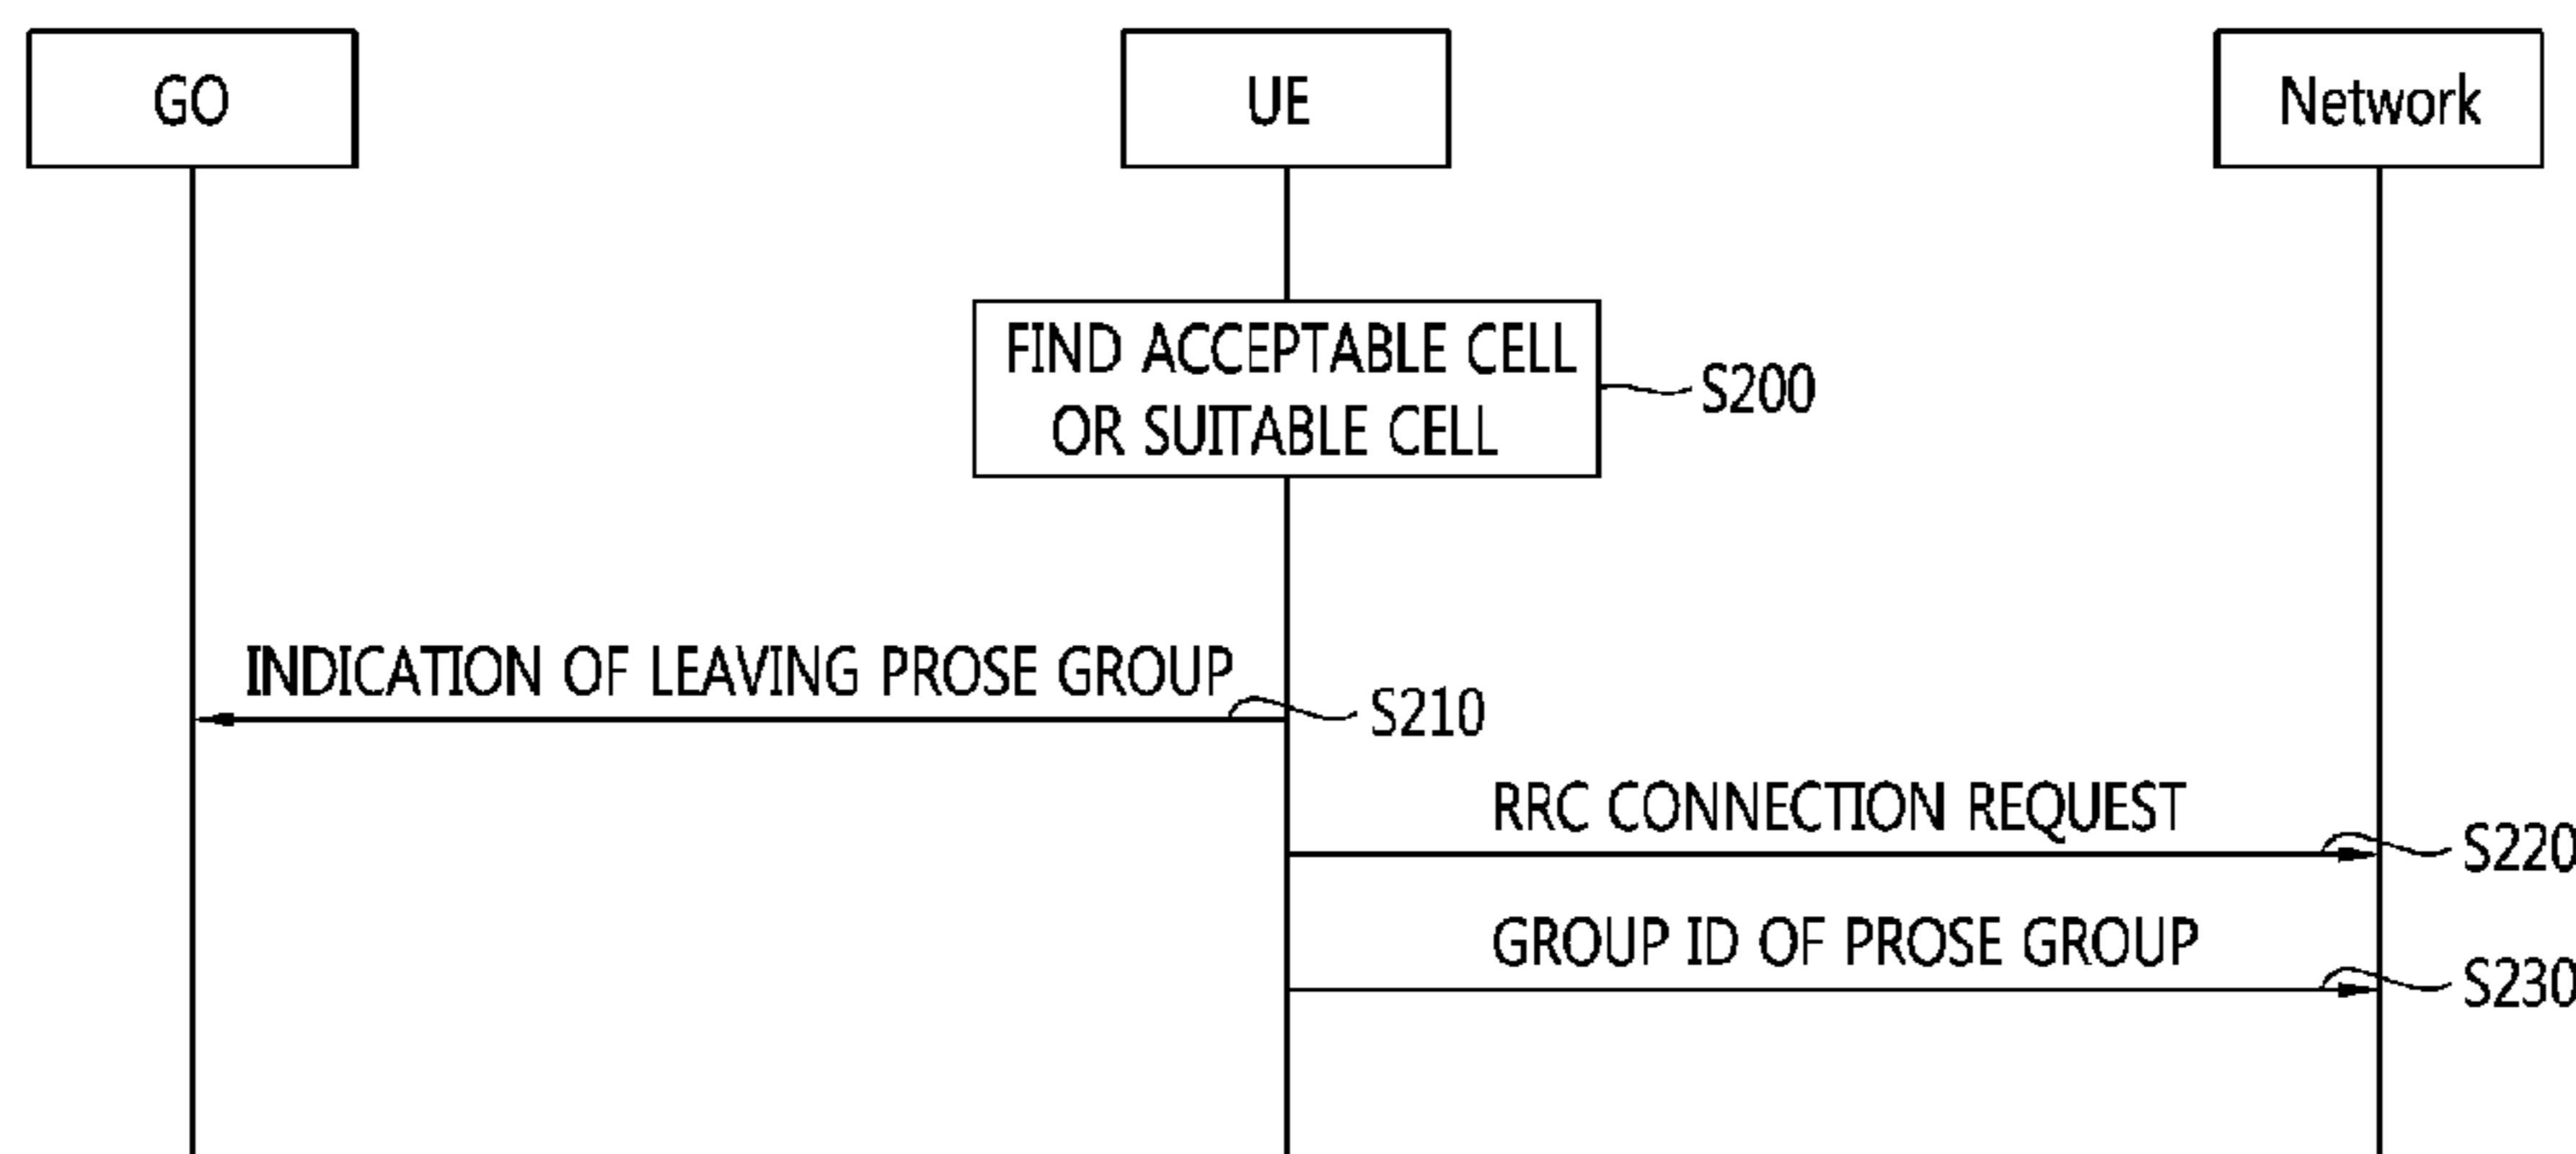 GO
UE
Network
FIND ACCEPTABLE CELL
OR SUITABLE CELL
S200
INDICATION OF LEAVING PROSE GROUP
S210
RRC CONNECTION REQUEST
S220
GROUP ID OF PROSE GROUP
S230